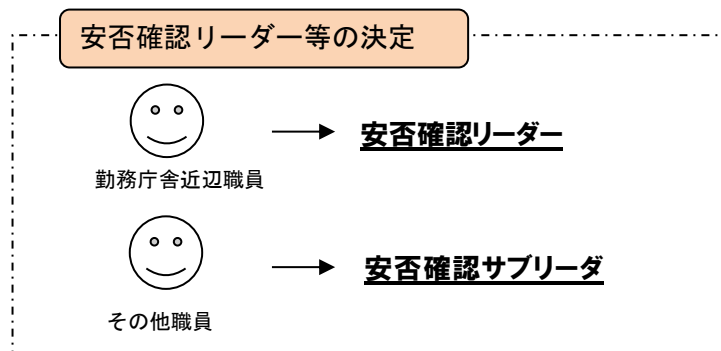 安否確認リーダー等の決定
安否確認リーダー
勤務庁舎近辺職員
安否確認サブリーダ
その他職員